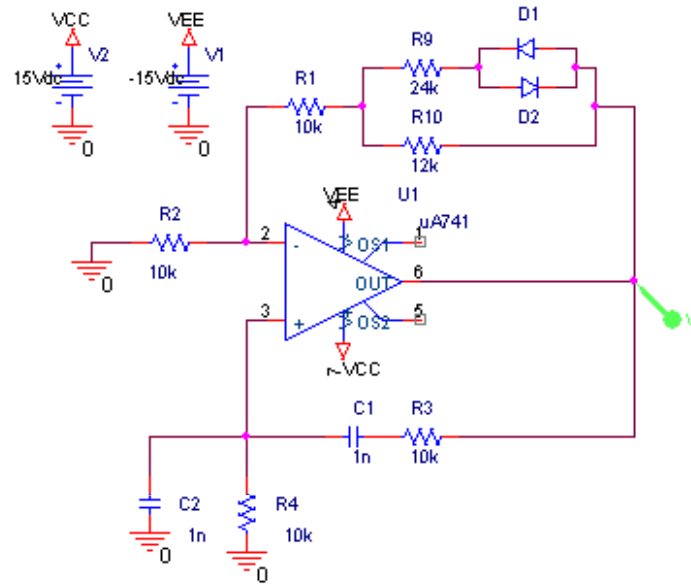 VCC
VEE
V2
V1
15Vdc
-15Vdc
+
+
-
-
0
0
D1
R9
24k
D2
R1
10k
R10
12k
R2
10k
0
VEE
U1
uA741
4
2
-
OS1
1
OUT
6
3
+
OS2
5
7
VCC
C1
1n
R3
10k
C2
1n
0
R4
10k
0